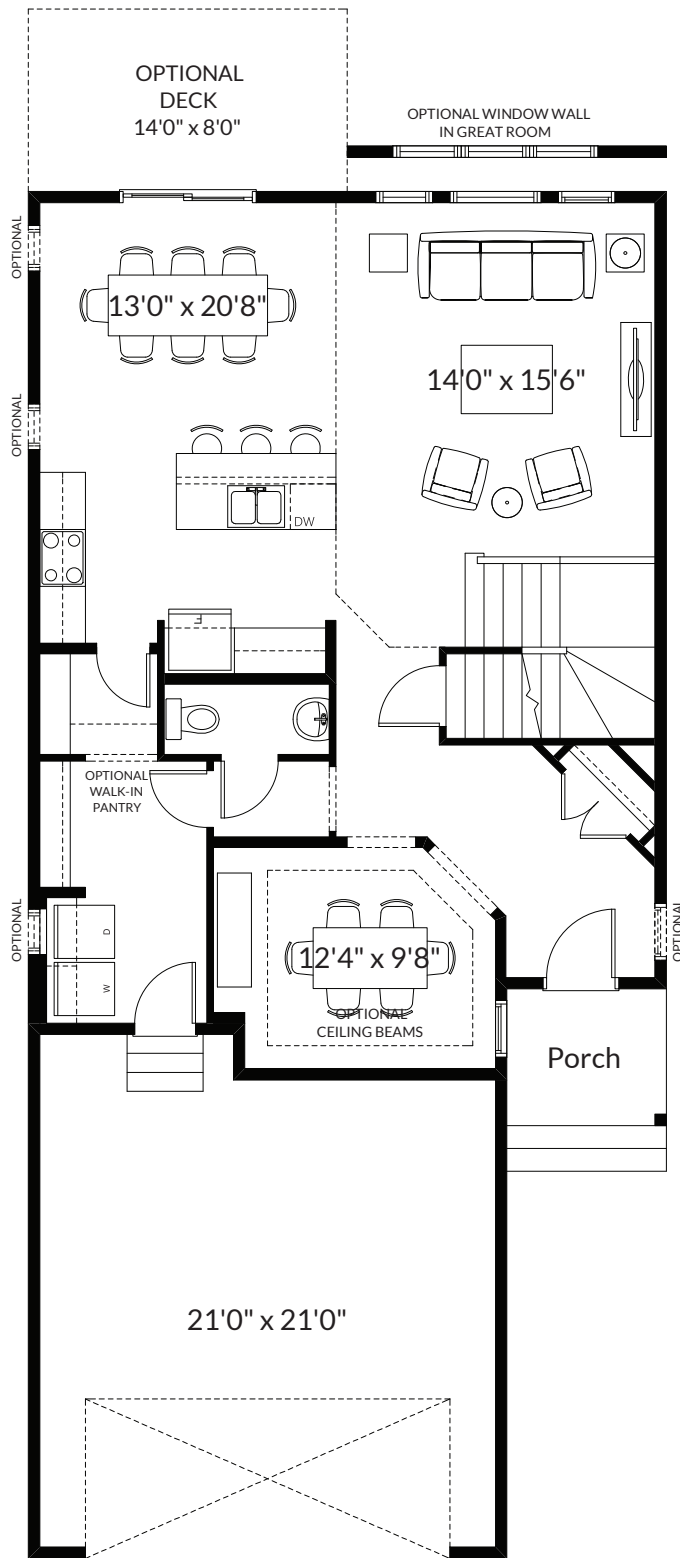 OPTIONAL
DECK
14'0" x 8'0"
OPTIONAL WINDOW WALL
IN GREAT ROOM
OPTIONAL
13'0" x 20'8"
14'0" x 15'6"
OPTIONAL
DW
F
OPTIONAL
WALK-IN
PANTRY
OPTIONAL
D
W
12'4" x 9'8"
OPTIONAL
CEILING BEAMS
OPTIONAL
Porch
21'0" x 21'0"